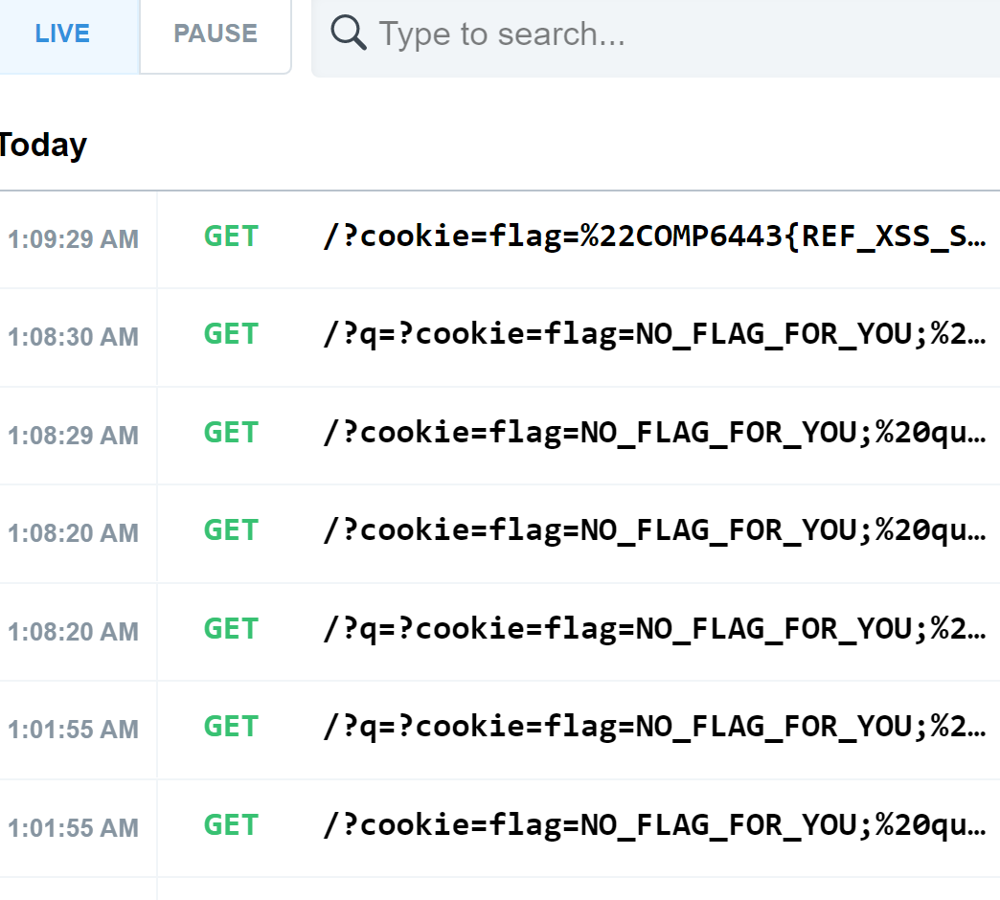 LIVE PAUSE Type to search...
Today
1:09:29 AM GET /?cookie=flag=%22COMP6443{REF_XSS_S…
1:08:30 AM GET /?q=?cookie=flag=NO_FLAG_FOR_YOU;%2…
1:08:29 AM GET /?cookie=flag=NO_FLAG_FOR_YOU;%20qu…
1:08:20 AM GET /?cookie=flag=NO_FLAG_FOR_YOU;%20qu…
1:08:20 AM GET /?q=?cookie=flag=NO_FLAG_FOR_YOU;%2…
1:01:55 AM GET /?q=?cookie=flag=NO_FLAG_FOR_YOU;%2…
1:01:55 AM GET /?cookie=flag=NO_FLAG_FOR_YOU;%20qu…